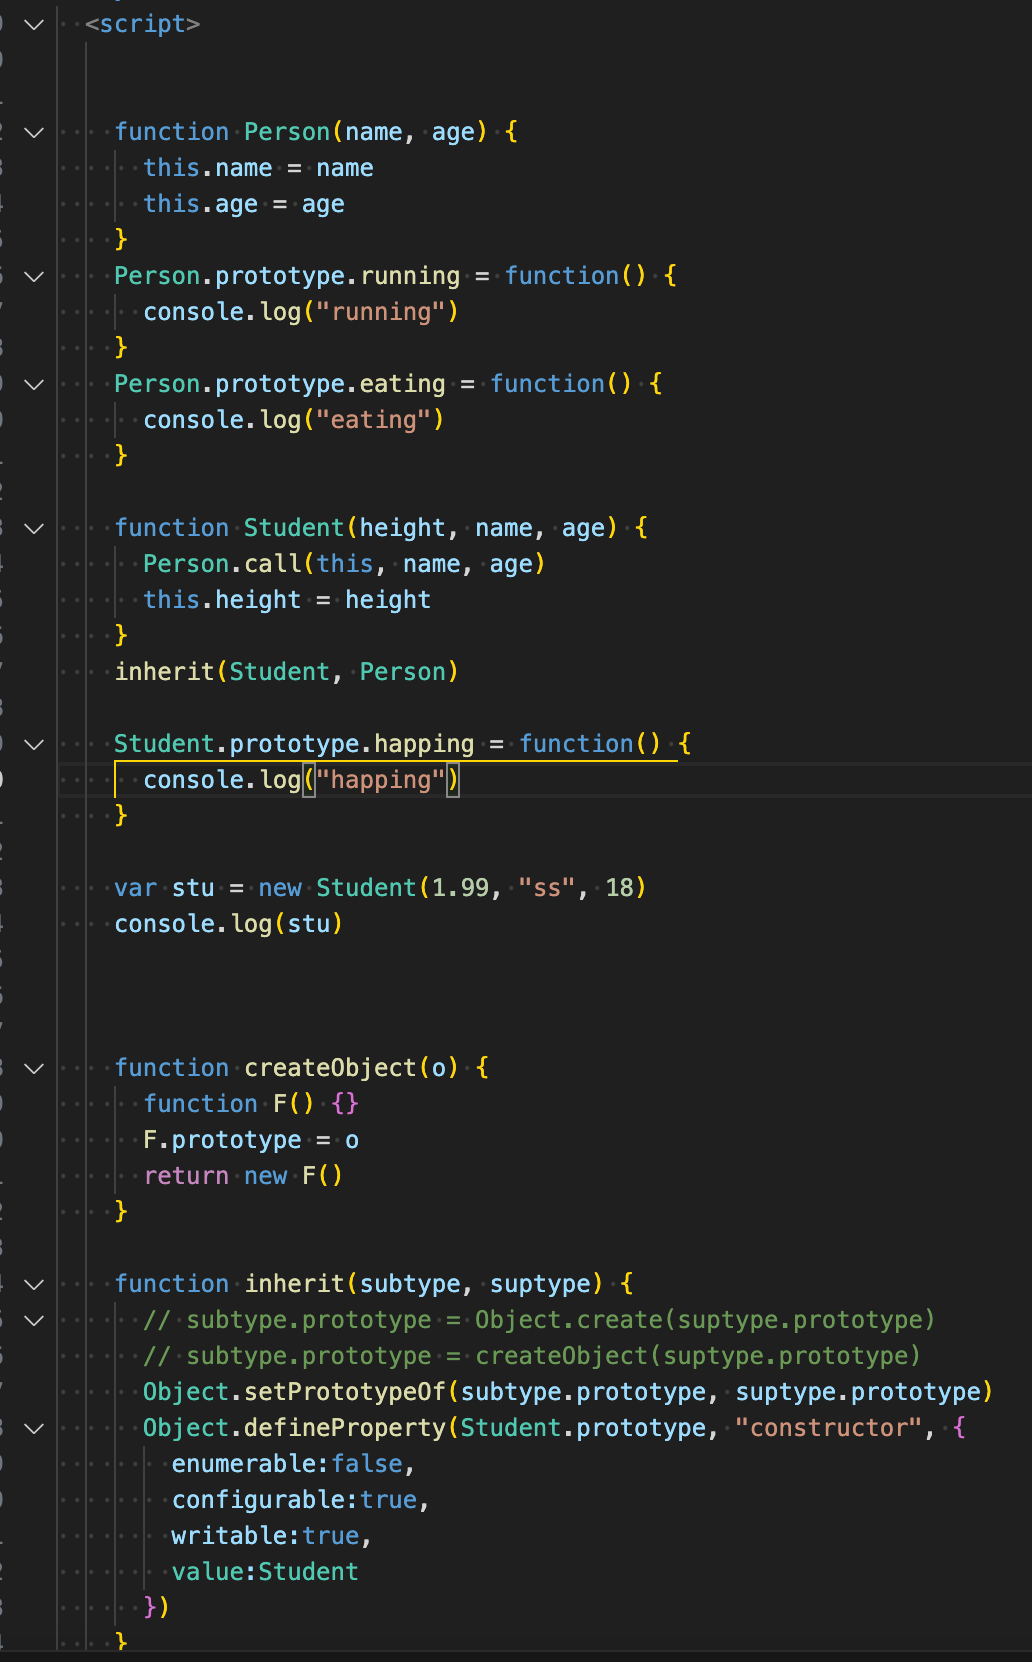 <script>
function Person(name, age) {
this.name = name
this.age = age
}
Person.prototype.running = function() {
console.log("running")
}
Person.prototype.eating = function() {
console.log("eating")
}
function Student(height, name, age) {
Person.call(this, name, age)
this.height = height
}
inherit(Student, Person)
Student.prototype.happing = function() {
console.log("happing")
}
var stu = new Student(1.99, "ss", 18)
console.log(stu)
function createObject(o) {
function F() {}
F.prototype = o
return new F()
}
function inherit(subtype, suptype) {
// subtype.prototype = Object.create(suptype.prototype)
// subtype.prototype = createObject(suptype.prototype)
Object.setPrototypeOf(subtype.prototype, suptype.prototype)
Object.defineProperty(Student.prototype, "constructor", {
enumerable:false,
configurable:true,
writable:true,
value:Student
})
}